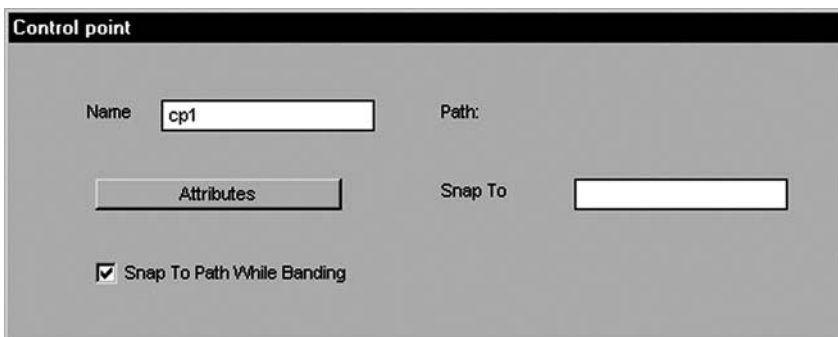 Control point
Name cp1 Path:
Attributes Snap To
Snap To Path While Banding